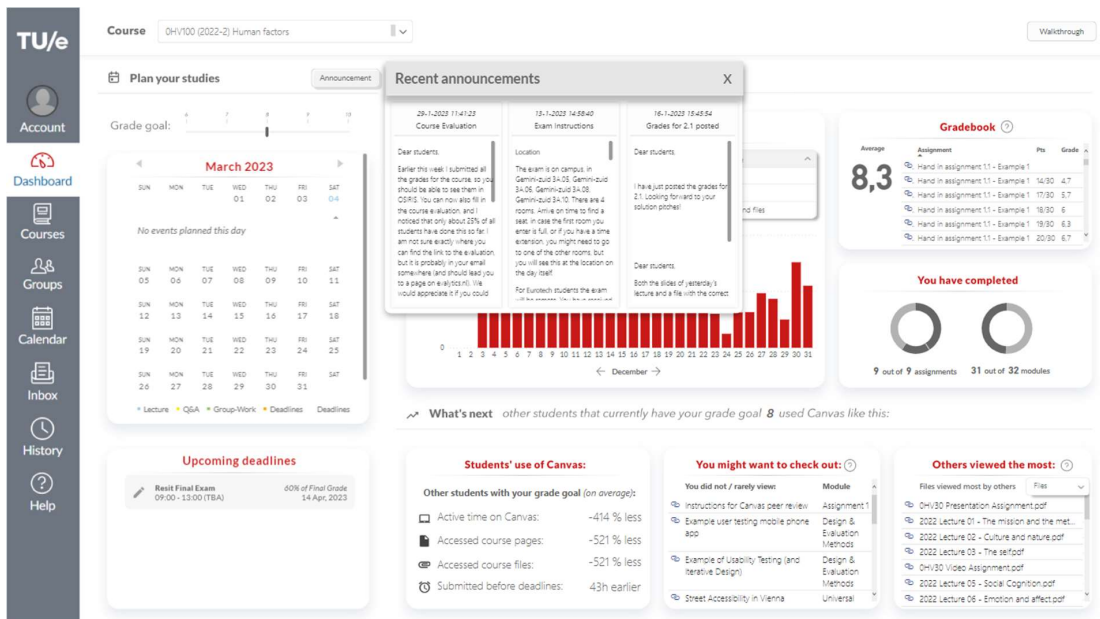 TU/e
Account
Dashboard
Courses
Groups
Calendar
Inbox
History
Help
Course
0HV100 (2022-2) Human factors
Walkthrough
Plan your studies
Announcement
Grade goal:
6 7 8 9 10
March 2023
SUN MON TUE WED THU FRI SAT
01 02 03 04
No events planned this day
SUN MON TUE WED THU FRI SAT
05 06 07 08 09 10 11
SUN MON TUE WED THU FRI SAT
12 13 14 15 16 17 18
SUN MON TUE WED THU FRI SAT
19 20 21 22 23 24 25
SUN MON TUE WED THU FRI SAT
26 27 28 29 30 31
Lecture Q&A Group-Work Deadlines Deadlines
Upcoming deadlines
Resit Final Exam
09:00 - 13:00 (TBA)
60% of Final Grade
14 Apr, 2023
Recent announcements
X
29-1-2023 11:41:23
Course Evaluation
Dear students,
Earlier this week I submitted all
the grades for the course, so you
should be able to see them in
OSIRIS. You can now also fill in
the course evaluation, and I
noticed that only about 25% of all
students have done this so far. I
am not sure exactly where you
can find the link to the evaluation
but it is probably in your email
somewhere (and should lead you
to a page on evalytics.nl). We
would appreciate it if you could
13-1-2023 14:58:40
Exam Instructions
Location
The exam is on campus, in
Gemini-zuid 3A.05, Gemini-zuid
3A.06, Gemini-zuid 3A.08,
Gemini-zuid 3A.10. There are 4
rooms. Arrive on time to find a
seat. In case the first room you
enter is full, or if you have a time
extension, you might need to go
to one of the other rooms, but
you will see this at the location on
the day itself.
For Eurotech students the exam
will be remote. You have received
16-1-2023 15:45:54
Grades for 2.1 posted
Dear students,
I have just posted the grades for
2.1. Looking forward to your
solution pitches!
Dear students,
Both the slides of yesterday's
lecture and a file with the correct
nd files
0
1 2 3 4 5 6 7 8 9 10 11 12 13 14 15 16 17 18 19 20 21 22 23 24 25 26 27 28 29 30 31
← December →
Gradebook ?
Average
8,3
Assignment Pts Grade
Hand in assignment 1.1 - Example 1
Hand in assignment 1.1 - Example 1 14/30 4,7
Hand in assignment 1.1 - Example 1 17/30 5,7
Hand in assignment 1.1 - Example 1 18/30 6
Hand in assignment 1.1 - Example 1 19/30 6,3
Hand in assignment 1.1 - Example 1 20/30 6,7
You have completed
9 out of 9 assignments
31 out of 32 modules
What's next other students that currently have your grade goal 8 used Canvas like this:
Students' use of Canvas:
Other students with your grade goal (on average):
Active time on Canvas: -414 % less
Accessed course pages: -521 % less
Accessed course files: -521 % less
Submitted before deadlines: 43h earlier
You might want to check out: ?
You did not / rarely view: Module
Instructions for Canvas peer review Assignment 1
Example user testing mobile phone Design &
app Evaluation
Methods
Example of Usability Testing (and Design &
Iterative Design) Evaluation
Methods
Street Accessibility in Vienna Universal
Others viewed the most: ?
Files viewed most by others Files
0HV30 Presentation Assignment.pdf
2022 Lecture 01 - The mission and the met...
2022 Lecture 02 - Culture and nature.pdf
2022 Lecture 03 - The self.pdf
0HV30 Video Assignment.pdf
2022 Lecture 05 - Social Cognition.pdf
2022 Lecture 06 - Emotion and affect.pdf